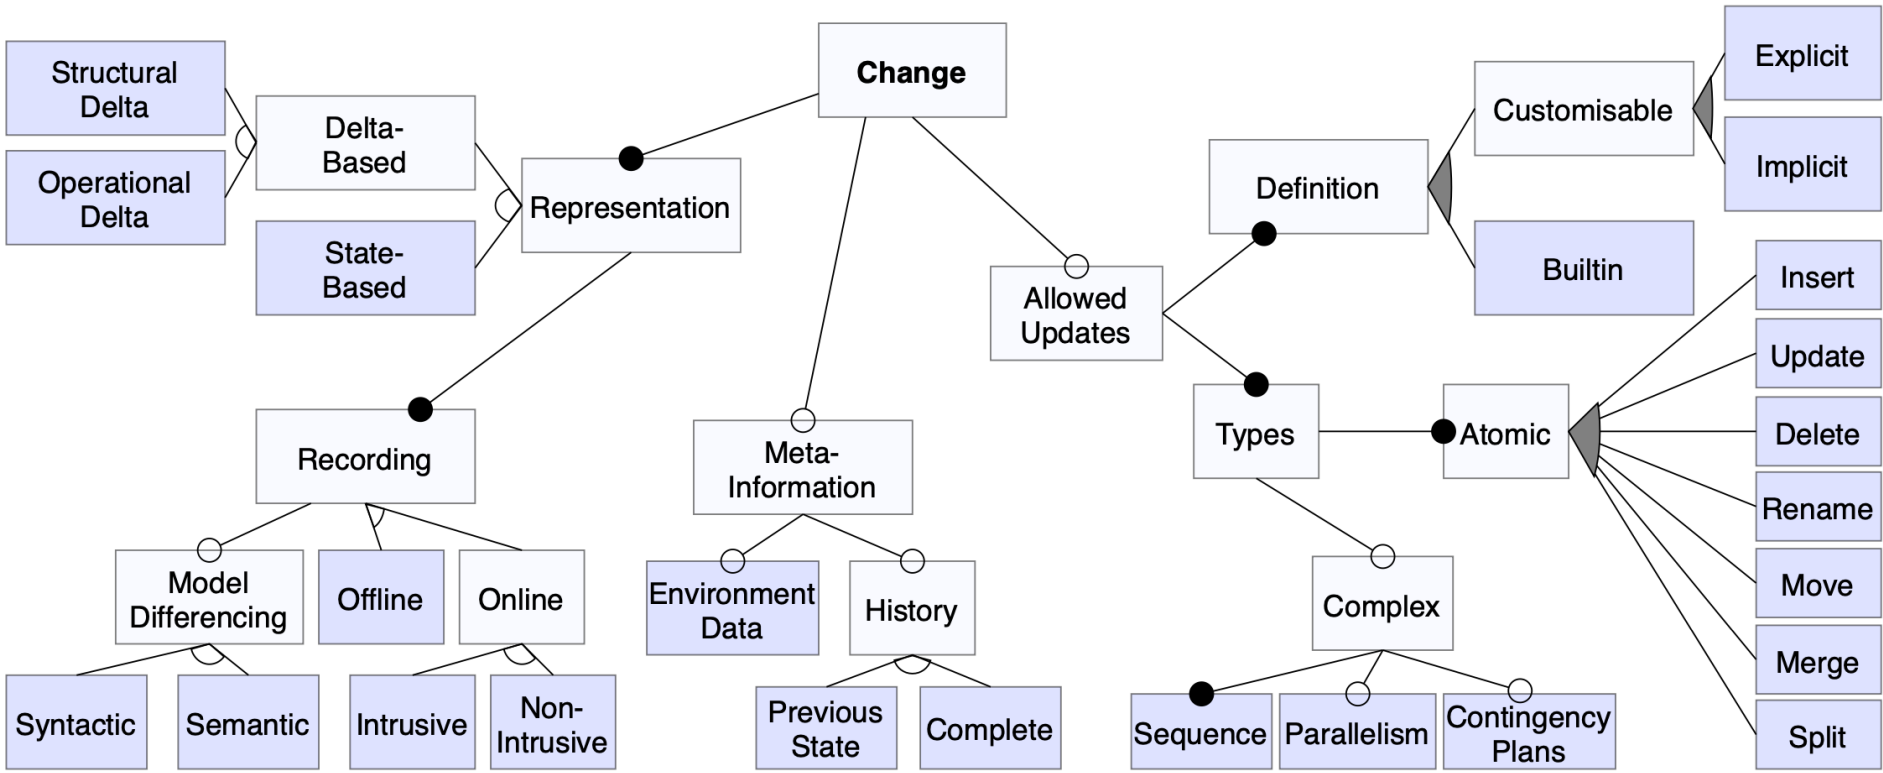 Change
Structural
Delta
Operational
Delta
Delta-
Based
State-
Based
Representation
Recording
Model
Differencing
Offline
Online
Syntactic
Semantic
Intrusive
Non-
Intrusive
Meta-
Information
Environment
Data
History
Previous
State
Complete
Allowed
Updates
Definition
Customisable
Explicit
Implicit
Builtin
Types
Atomic
Insert
Update
Delete
Rename
Move
Merge
Split
Complex
Sequence
Parallelism
Contingency
Plans